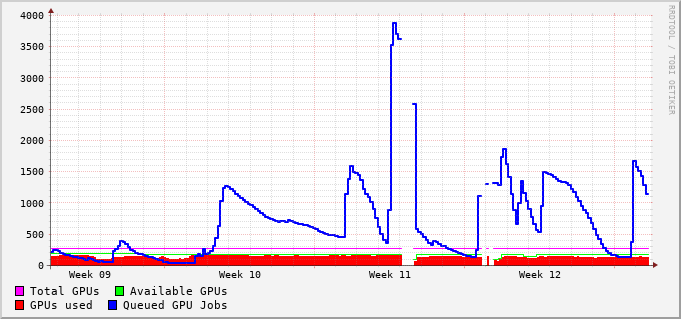 4000
3500
3000
2500
2000
1500
1000
500
0
Week 09 Week 10 Week 11 Week 12
Total GPUs Available GPUs
GPUs used Queued GPU Jobs
RRDTOOL / TOBI OETIKER